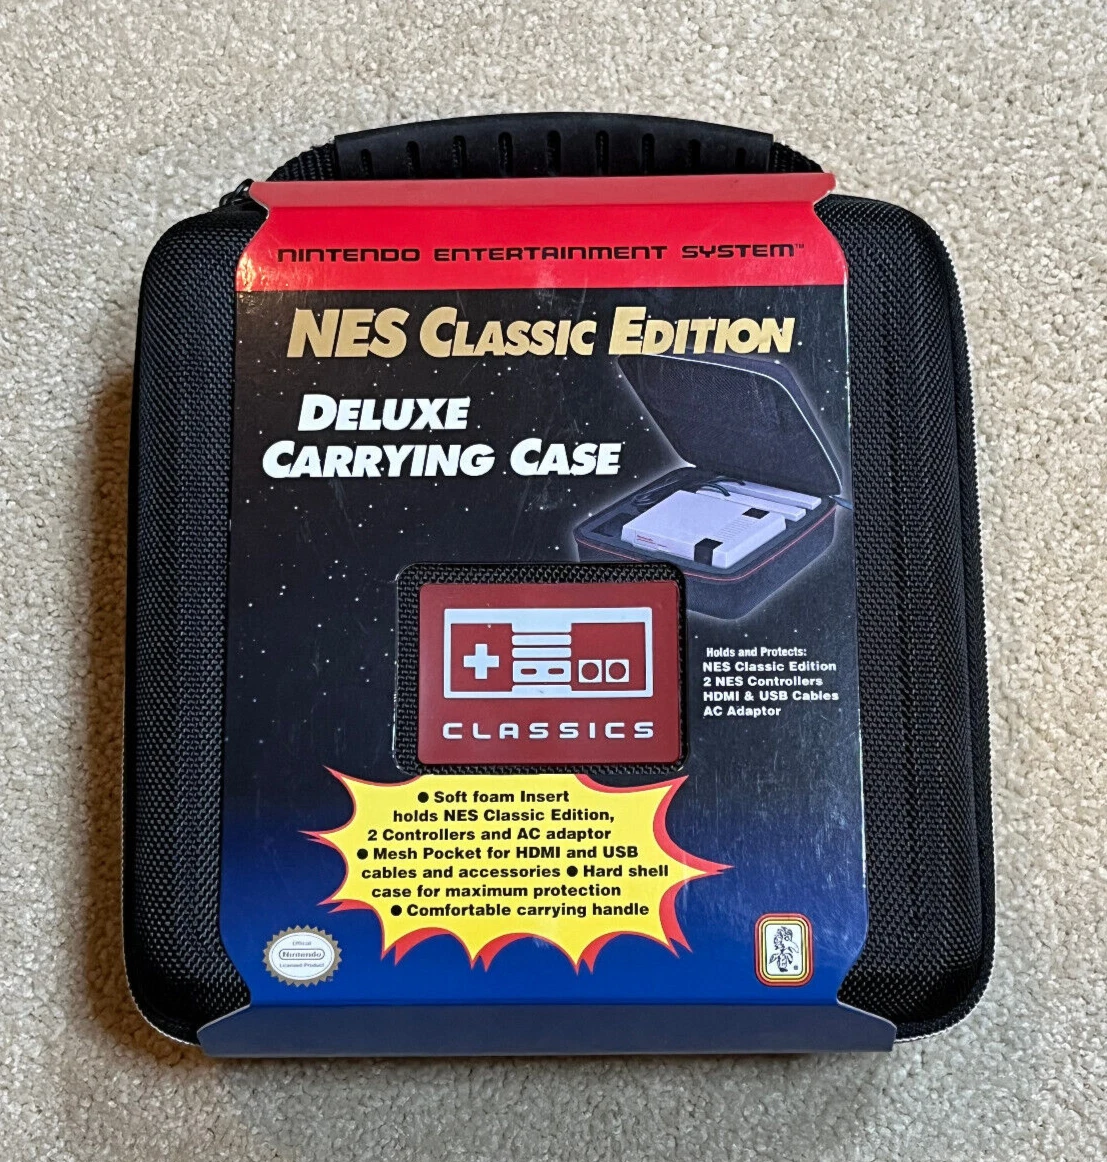 NINTENDO ENTERTAINMENT SYSTEM™
NES CLASSIC EDITION
DELUXE
CARRYING CASE
Holds and Protects:
NES Classic Edition
2 NES Controllers
HDMI & USB Cables
AC Adaptor
CLASSICS
● Soft foam Insert
holds NES Classic Edition,
2 Controllers and AC adaptor
● Mesh Pocket for HDMI and USB
cables and accessories ● Hard shell
case for maximum protection
● Comfortable carrying handle
Official
Nintendo
Licensed Product
®